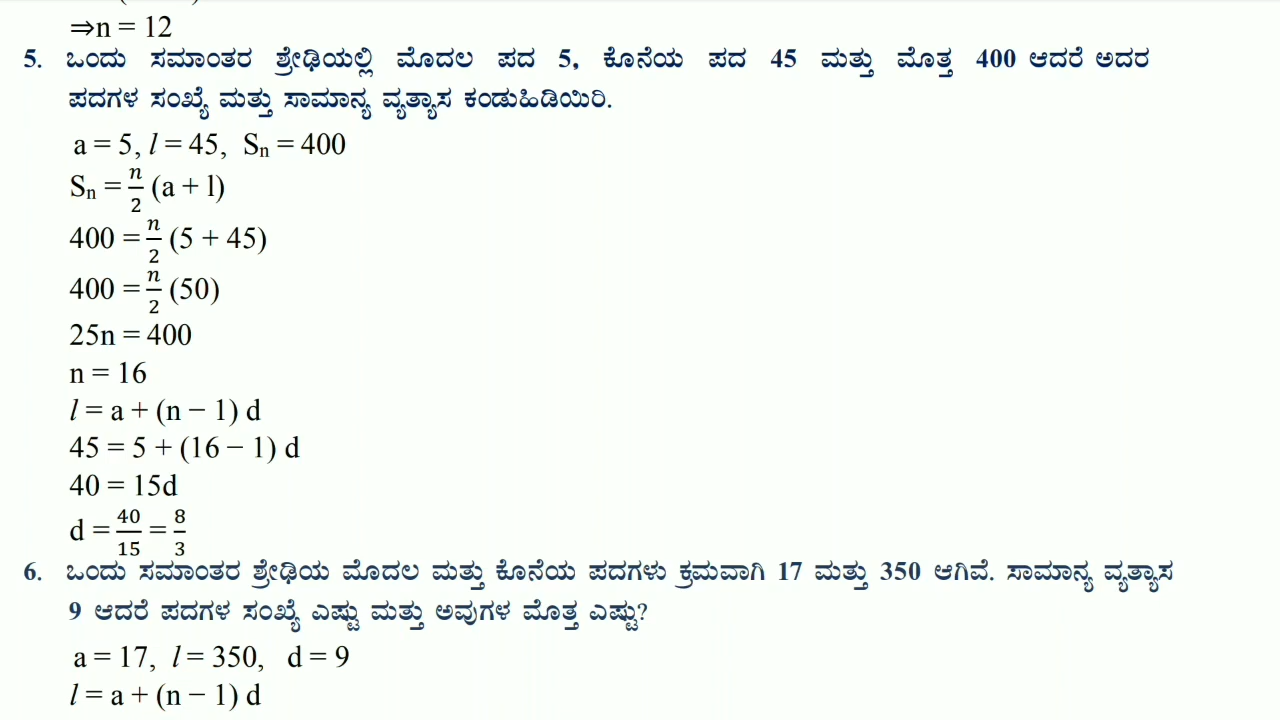 ⇒n = 12
5. ಒಂದು ಸಮಾಂತರ ಶ್ರೇಢಿಯಲ್ಲಿ ಮೊದಲ ಪದ 5, ಕೊನೆಯ ಪದ 45 ಮತ್ತು ಮೊತ್ತ 400 ಆದರೆ ಅದರ
ಪದಗಳ ಸಂಖ್ಯೆ ಮತ್ತು ಸಾಮಾನ್ಯ ವ್ಯತ್ಯಾಸ ಕಂಡುಹಿಡಿಯಿರಿ.
a = 5, l = 45, Sₙ = 400
Sₙ = n/2 (a + l)
400 = n/2 (5 + 45)
400 = n/2 (50)
25n = 400
n = 16
l = a + (n − 1) d
45 = 5 + (16 − 1) d
40 = 15d
d = 40/15 = 8/3
6. ಒಂದು ಸಮಾಂತರ ಶ್ರೇಢಿಯ ಮೊದಲ ಮತ್ತು ಕೊನೆಯ ಪದಗಳು ಕ್ರಮವಾಗಿ 17 ಮತ್ತು 350 ಆಗಿವೆ. ಸಾಮಾನ್ಯ ವ್ಯತ್ಯಾಸ
9 ಆದರೆ ಪದಗಳ ಸಂಖ್ಯೆ ಎಷ್ಟು ಮತ್ತು ಅವುಗಳ ಮೊತ್ತ ಎಷ್ಟು?
a = 17, l = 350, d = 9
l = a + (n − 1) d